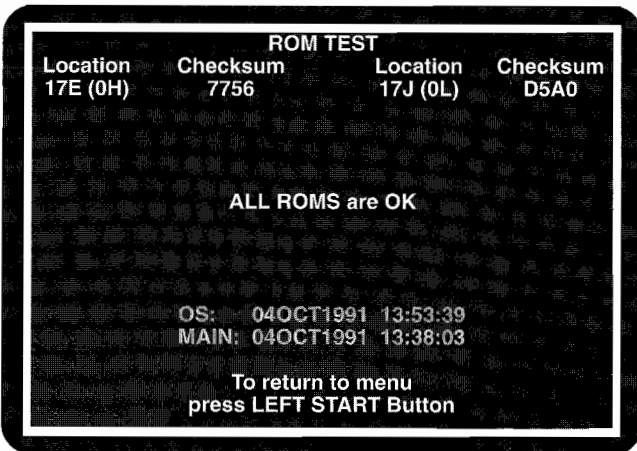 ROM TEST
Location Checksum Location Checksum
17E (0H) 7756 17J (0L) D5A0
ALL ROMS are OK
OS: 04OCT1991 13:53:39
MAIN: 04OCT1991 13:38:03
To return to menu
press LEFT START Button